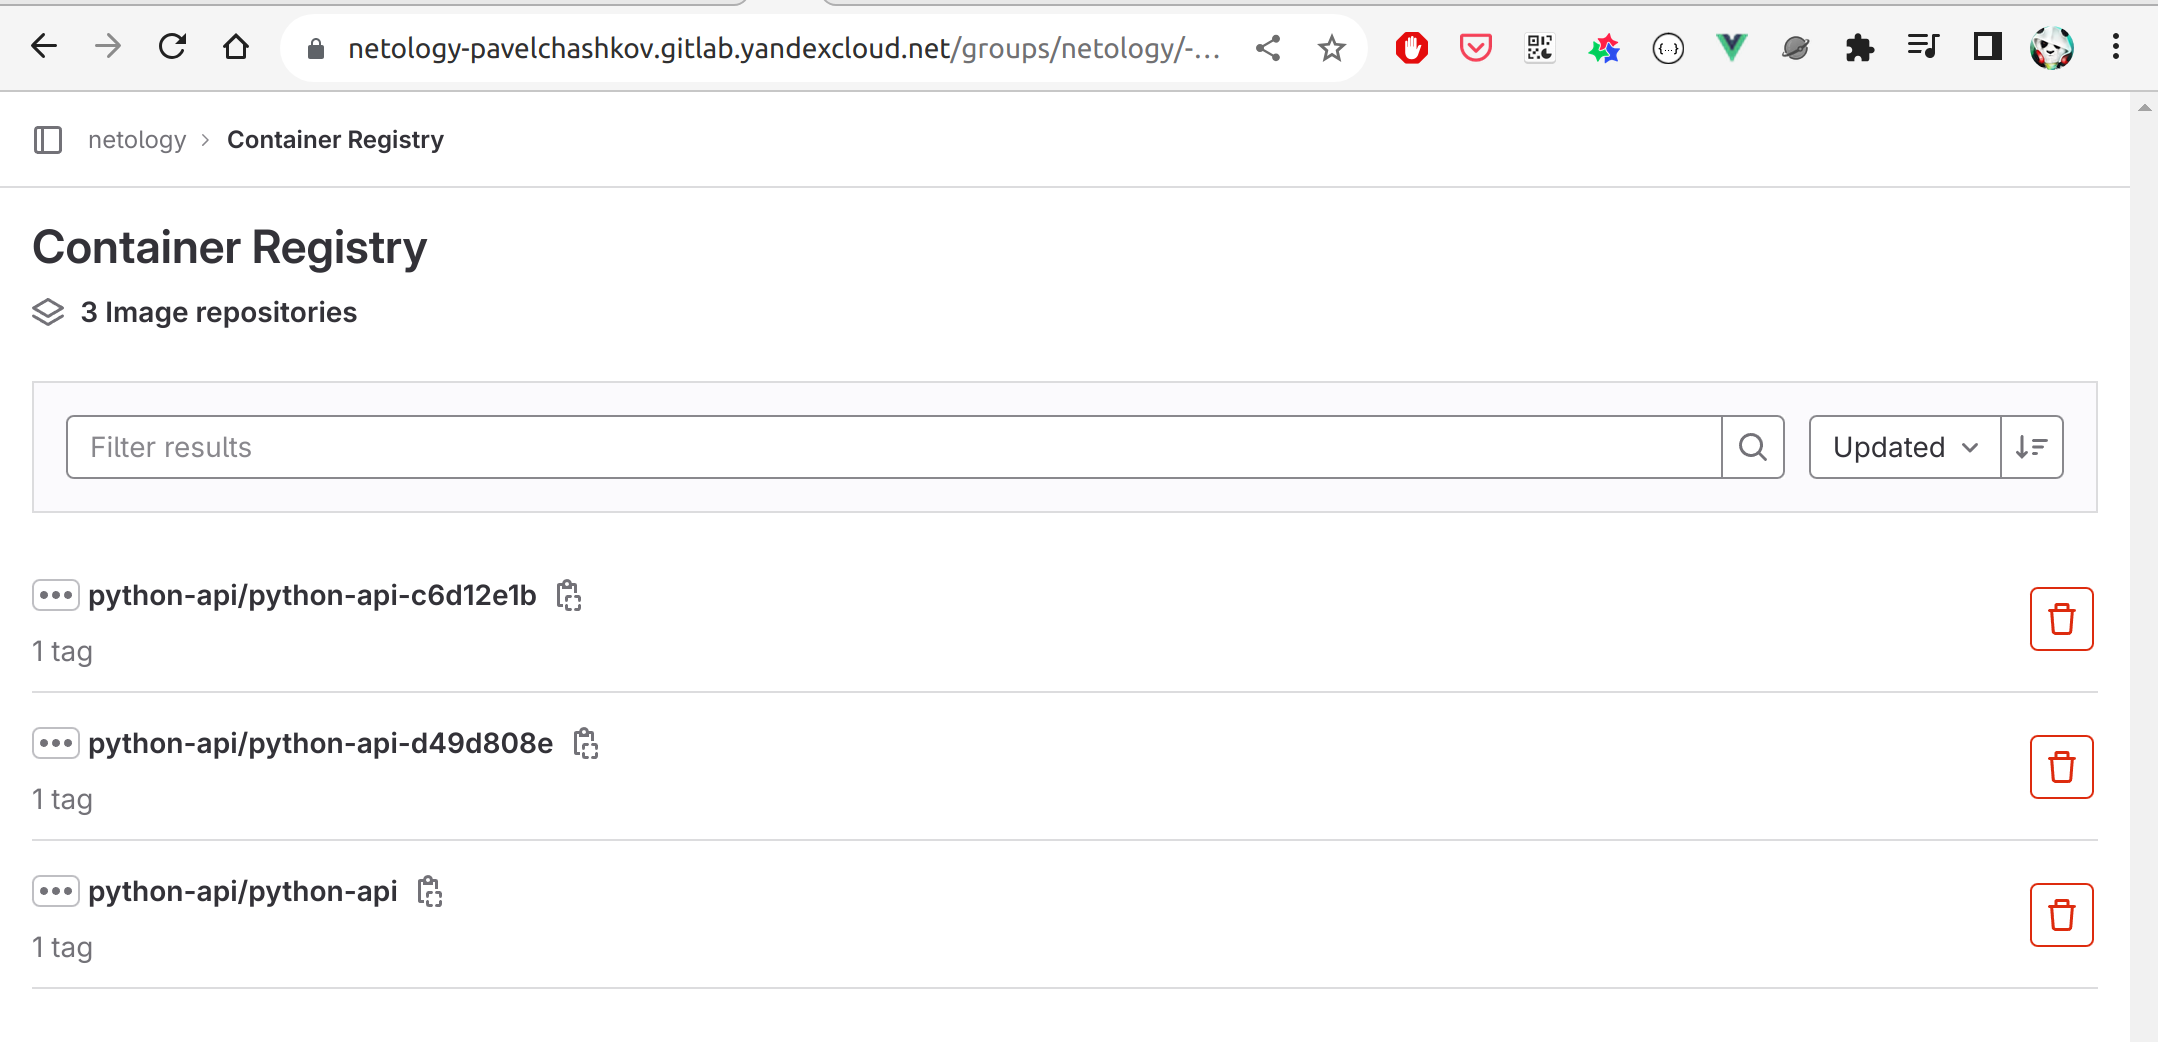 netology-pavelchashkov.gitlab.yandexcloud.net/groups/netology/-...
netology > Container Registry
Container Registry
3 Image repositories
Filter results
Updated
python-api/python-api-c6d12e1b
1 tag
python-api/python-api-d49d808e
1 tag
python-api/python-api
1 tag